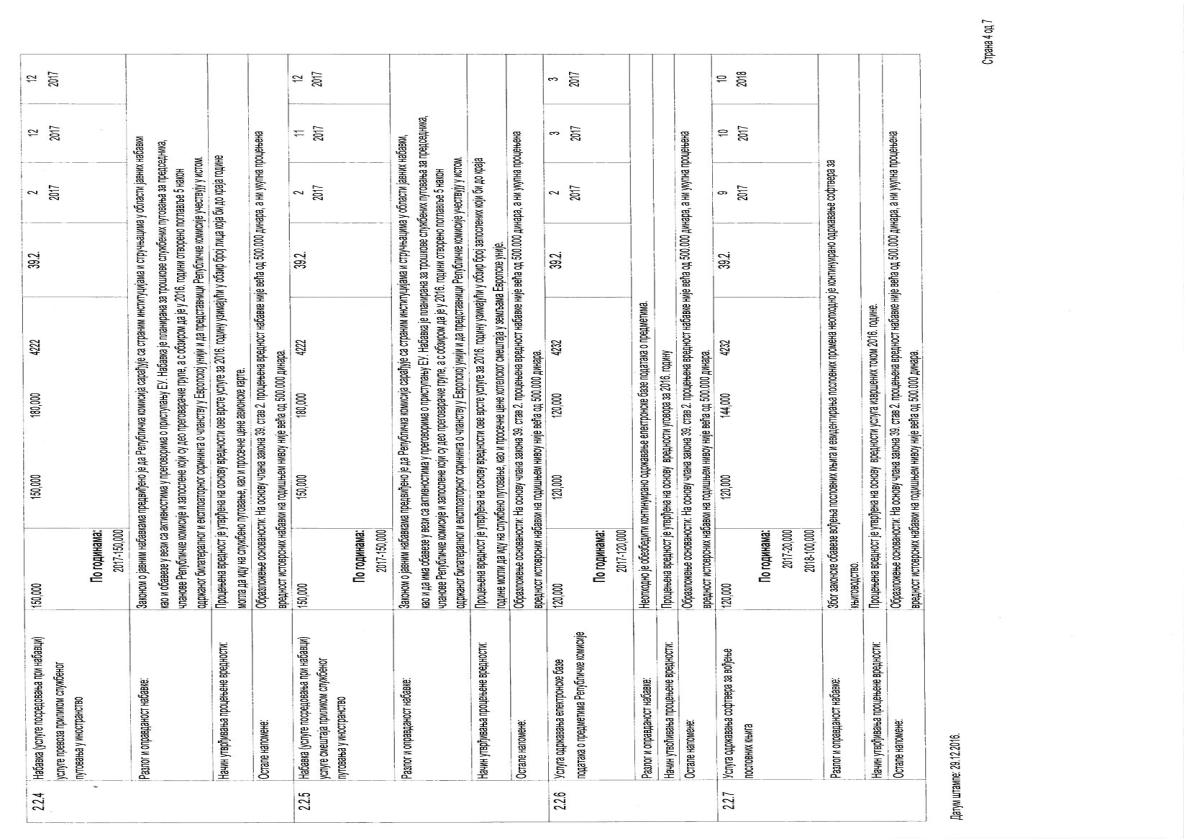 2.2.4 Набавка (услуге посредовања при набавци) 150,000 150,000 180,000 4222 39.2. 2 12 12
услуге превоза приликом службеног 2017 2017 2017
путовања у иностранство
По годинама:
2017-150,000
Разлог и оправданост набавке: Законом о јавним набавкама предвиђено је да Републичка комисија сарађује са страним институцијама и стручњацима у области јавних набавки
као и обавезе у вези са активностима у преговорима о приступању ЕУ. Набавка је планирана за трошкове службених путовања за председника,
чланове Републичке комисије и запослене који су део преговарачке групе, а с обзиром да је у 2016. години отворено поглавље 5 након
одржаног билатералног и експлаторног скрининга о чланству у Европској унији и да представници Републичке комисије учествују у истом.
Начин утврђивања процењене вредности: Процењена вредност је утврђена на основу вредности ове врсте услуге за 2016. годину узимајући у обзир број лица која би до краја године
могла да иду на службено путовање, као и просечне цене авионске карте.
Остале напомене: Образложење основаности: На основу члана закона 39. став 2. процењена вредност набавке није већа од 500.000 динара, а ни укупна процењена
вредност истоврсних набавки на годишњем нивоу није већа од 500.000 динара.
2.2.5 Набавка (услуге посредовања при набавци) 150,000 150,000 180,000 4222 39.2. 2 11 12
услуге смештаја приликом службеног 2017 2017 2017
путовања у иностранство
По годинама:
2017-150,000
Разлог и оправданост набавке: Законом о јавним набавкама предвиђено је да Републичка комисија сарађује са страним институцијама и стручњацима у области јавних набавки,
као и да има обавезе у вези са активностима у преговорима о приступању ЕУ. Набавка је планирана за трошкове службених путовања за председника,
чланове Републичке комисије и запослене који су део преговарачке групе, а с обзиром да је у 2016. години отворено поглавље 5 након
одржаног билатералног и експлаторног скрининга о чланству у Европској унији и да представници Републичке комисије учествују у истом.
Начин утврђивања процењене вредности: Процењена вредност је утврђена на основу вредности ове врсте услуге за 2016. годину узимајући у обзир број запослених који би до краја
године могли да иду на службено путовање, као и просечне цене хотелског смештаја у земљама Европске уније.
Остале напомене: Образложење основаности: На основу члана закона 39. став 2. процењена вредност набавке није већа од 500.000 динара, а ни укупна процењена
вредност истоврсних набавки на годишњем нивоу није већа од 500.000 динара.
2.2.6 Услуга одржавања електронске базе 120,000 120,000 120,000 4232 39.2. 2 3 3
података о предметима Републичке комисије 2017 2017 2017
По годинама:
2017-120,000
Разлог и оправданост набавке: Неопходно је обезбедити континуирано одржавање електронске базе података о предметима.
Начин утврђивања процењене вредности: Процењена вредност је утврђена на основу вредности уговора за 2016. годину
Остале напомене: Образложење основаности: На основу члана закона 39. став 2. процењена вредност набавке није већа од 500.000 динара, а ни укупна процењена
вредност истоврсних набавки на годишњем нивоу није већа од 500.000 динара.
2.2.7 Услуга одржавања софтвера за вођење 120,000 120,000 144,000 4232 39.2. 9 10 10
пословних књига 2017 2017 2018
По годинама:
2017-20,000
2018-100,000
Разлог и оправданост набавке: Због законске обавезе вођења пословних књига и евидентирања пословних промена неопходно је континуирано одржавање софтвера за
књиговодство.
Начин утврђивања процењене вредности: Процењена вредност је утврђена на основу вредности услуга извршених током 2016. године.
Остале напомене: Образложење основаности: На основу члана закона 39. став 2. процењена вредност набавке није већа од 500.000 динара, а ни укупна процењена
вредност истоврсних набавки на годишњем нивоу није већа од 500.000 динара.
Датум штампе: 29.12.2016. Страна 4 од 7